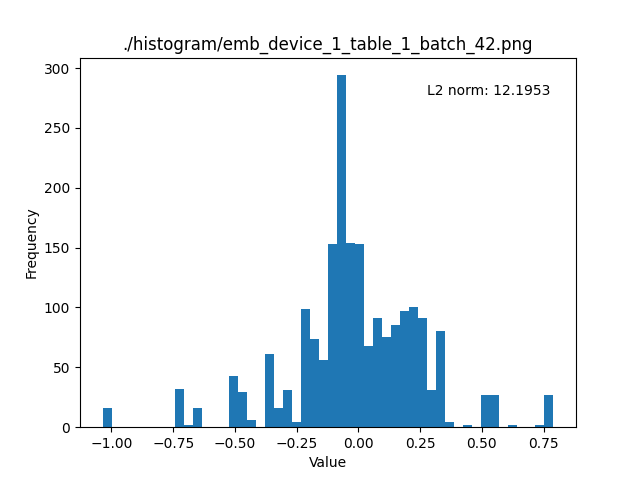 ./histogram/emb_device_1_table_1_batch_42.png
L2 norm: 12.1953
300
250
200
150
100
50
0
Frequency
−1.00 −0.75 −0.50 −0.25 0.00 0.25 0.50 0.75
Value